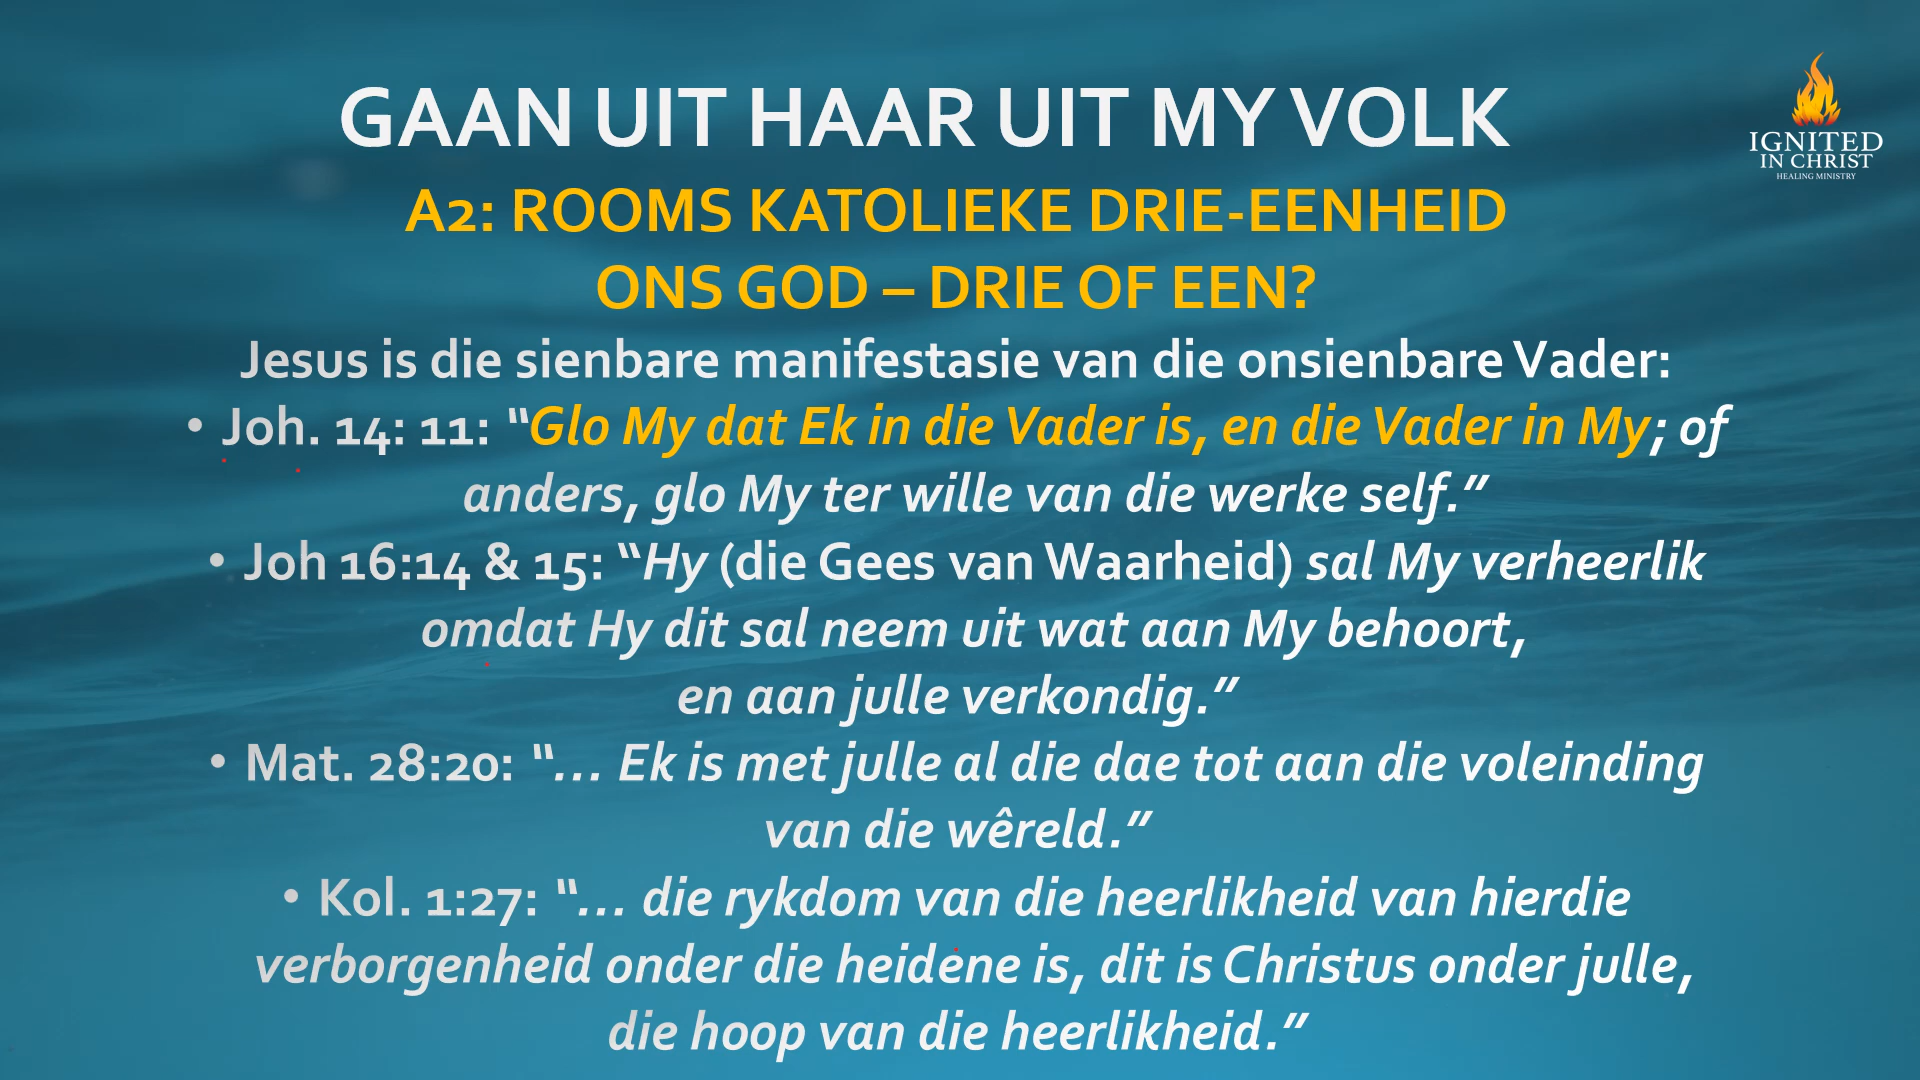 GAAN UIT HAAR UIT MY VOLK
IGNITED
IN CHRIST
HEALING MINISTRY
A2: ROOMS KATOLIEKE DRIE-EENHEID
ONS GOD – DRIE OF EEN?
Jesus is die sienbare manifestasie van die onsienbare Vader:
• Joh. 14: 11: “Glo My dat Ek in die Vader is, en die Vader in My; of
anders, glo My ter wille van die werke self.”
• Joh 16:14 & 15: “Hy (die Gees van Waarheid) sal My verheerlik
omdat Hy dit sal neem uit wat aan My behoort,
en aan julle verkondig.”
• Mat. 28:20: “… Ek is met julle al die dae tot aan die voleinding
van die wêreld.”
• Kol. 1:27: “… die rykdom van die heerlikheid van hierdie
verborgenheid onder die heidene is, dit is Christus onder julle,
die hoop van die heerlikheid.”